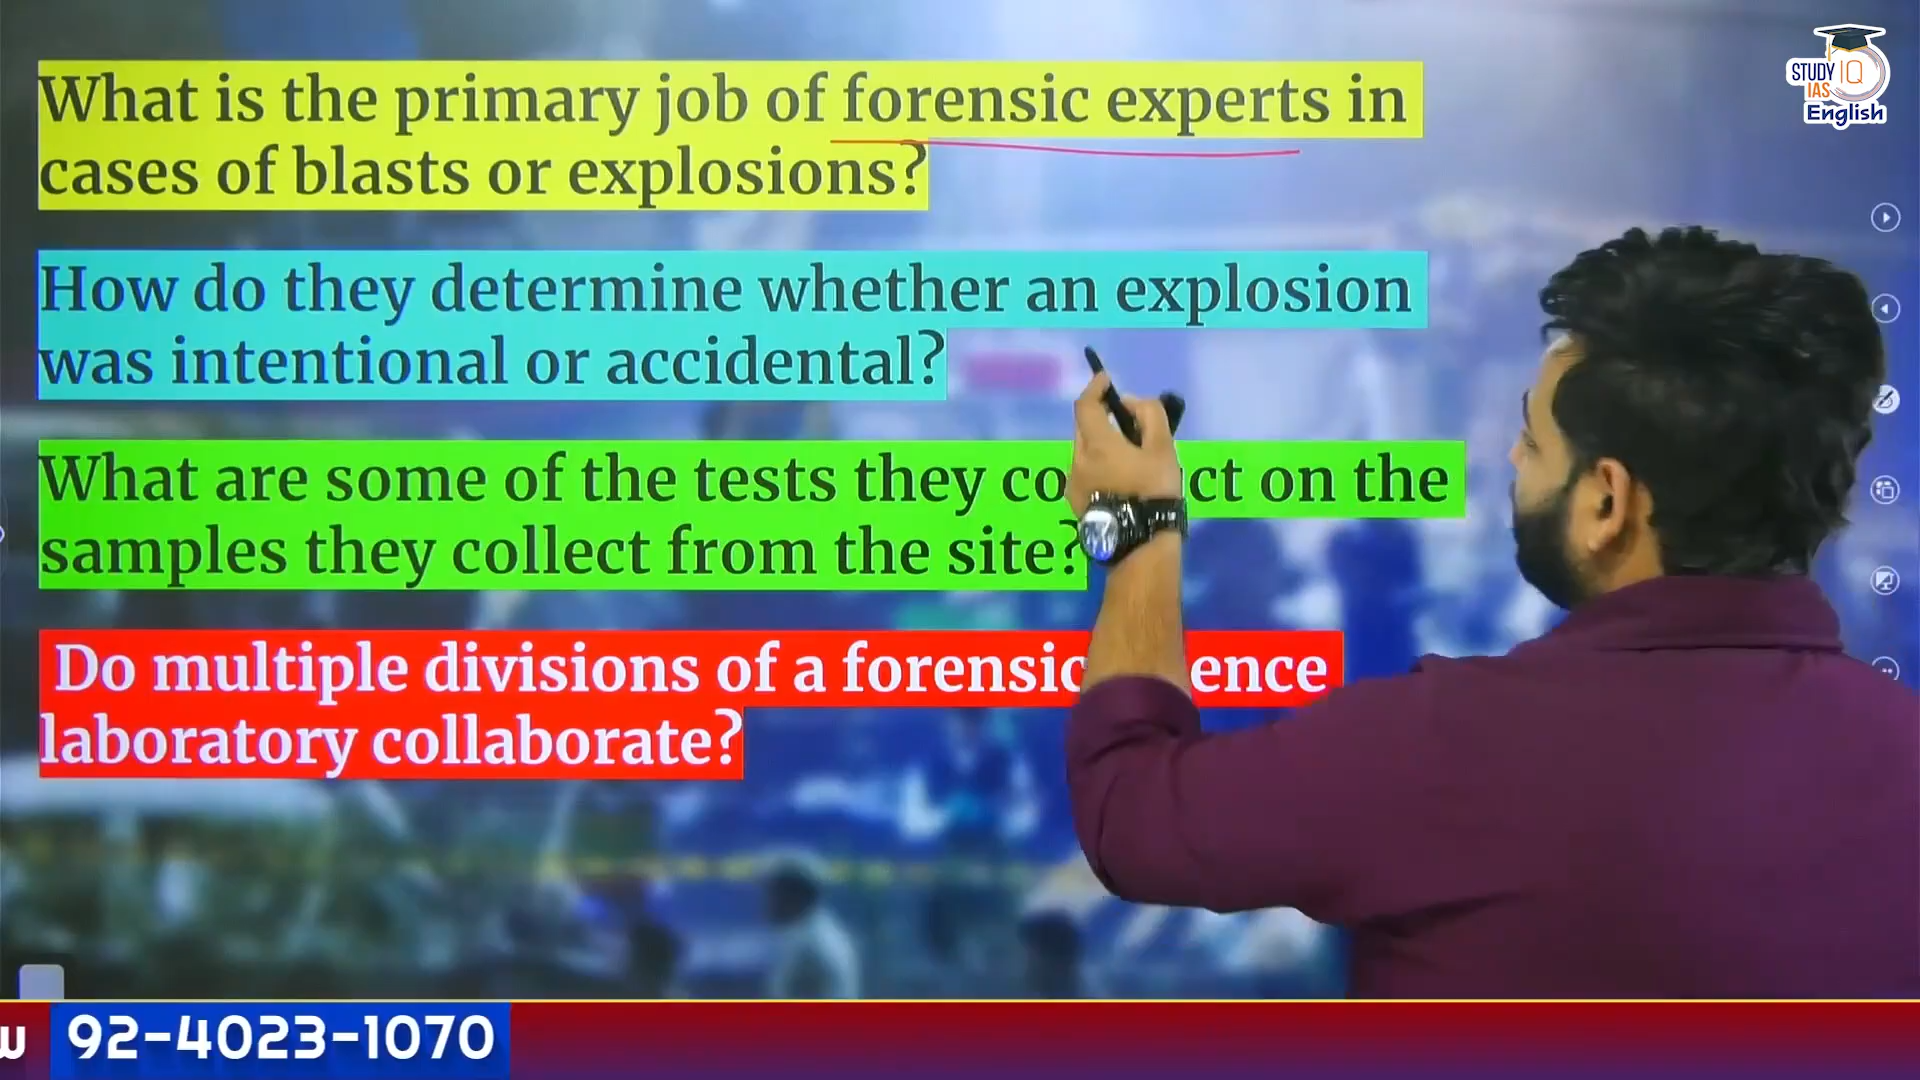 What is the primary job of forensic experts in
cases of blasts or explosions?
How do they determine whether an explosion
was intentional or accidental?
What are some of the tests they co ct on the
samples they collect from the site?
Do multiple divisions of a forensic ence
laboratory collaborate?
STUDY IQ
IAS
English
w 92-4023-1070